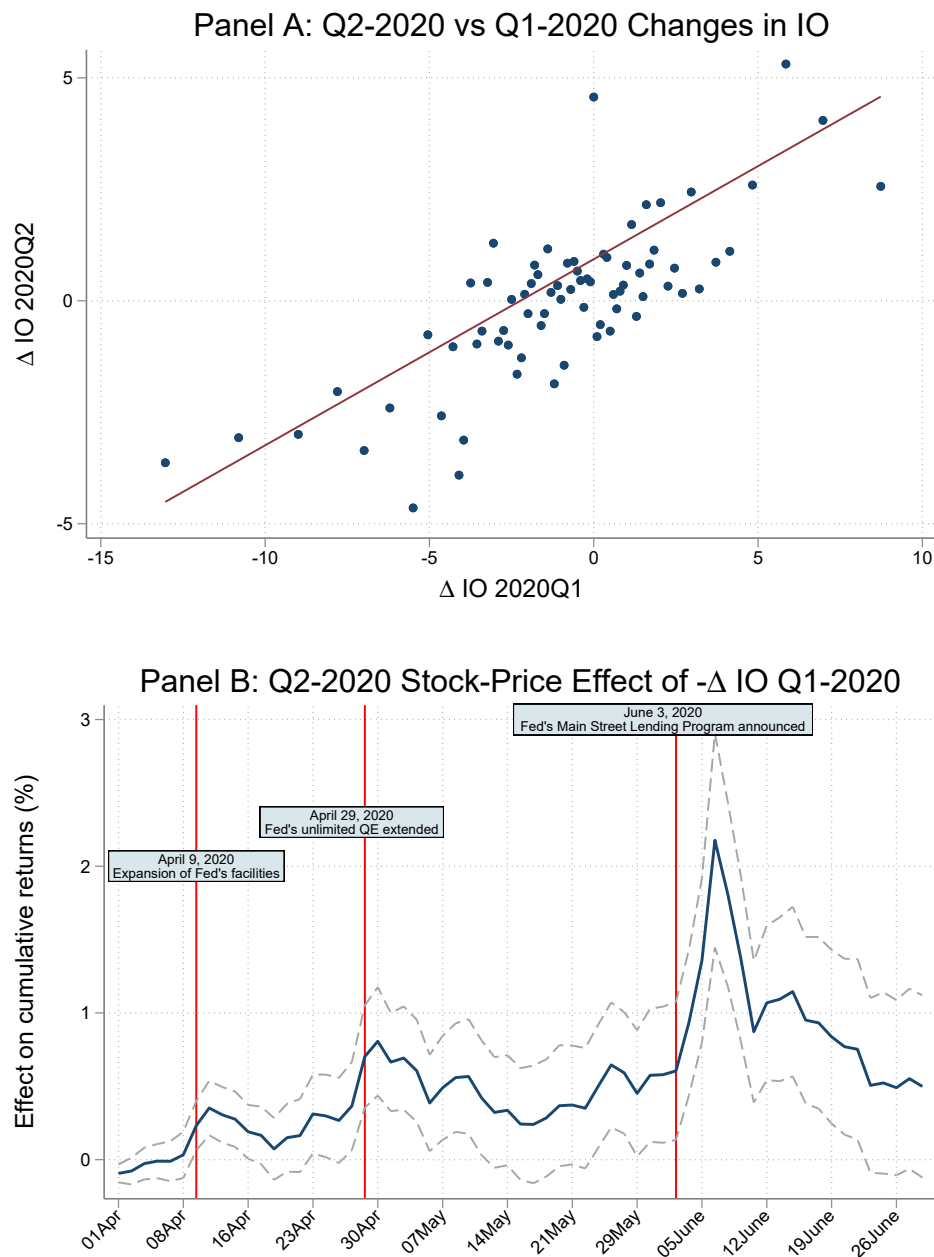 Panel A: Q2-2020 vs Q1-2020 Changes in IO
Δ IO 2020Q2
5
0
-5
-15
-10
-5
0
5
10
Δ IO 2020Q1
Panel B: Q2-2020 Stock-Price Effect of -Δ IO Q1-2020
Effect on cumulative returns (%)
3
2
1
0
June 3, 2020
Fed's Main Street Lending Program announced
April 29, 2020
Fed's unlimited QE extended
April 9, 2020
Expansion of Fed's facilities
01Apr
08Apr
16Apr
23Apr
30Apr
07May
14May
21May
29May
05June
12June
19June
26June